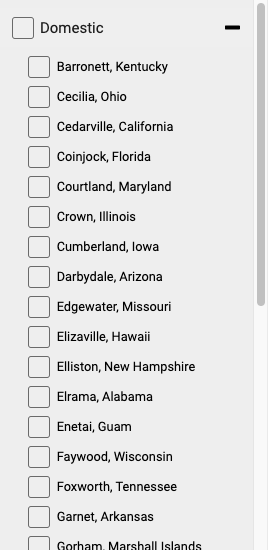 Domestic
Barronett, Kentucky
Cecilia, Ohio
Cedarville, California
Coinjock, Florida
Courtland, Maryland
Crown, Illinois
Cumberland, Iowa
Darbydale, Arizona
Edgewater, Missouri
Elizaville, Hawaii
Elliston, New Hampshire
Elrama, Alabama
Enetai, Guam
Faywood, Wisconsin
Foxworth, Tennessee
Garnet, Arkansas
Gorham, Marshall Islands